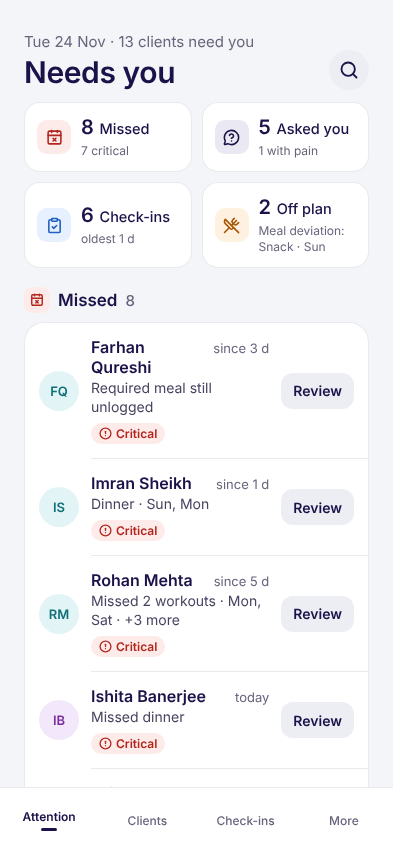 Tue 24 Nov · 13 clients need you
Needs you
8 Missed
7 critical
5 Asked you
1 with pain
6 Check-ins
oldest 1 d
2 Off plan
Meal deviation:
Snack · Sun
Missed 8
FQ
Farhan
Qureshi
since 3 d
Required meal still
unlogged
Critical
Review
IS
Imran Sheikh
since 1 d
Dinner · Sun, Mon
Critical
Review
RM
Rohan Mehta
since 5 d
Missed 2 workouts · Mon,
Sat · +3 more
Critical
Review
IB
Ishita Banerjee
today
Missed dinner
Critical
Review
Attention
Clients
Check-ins
More